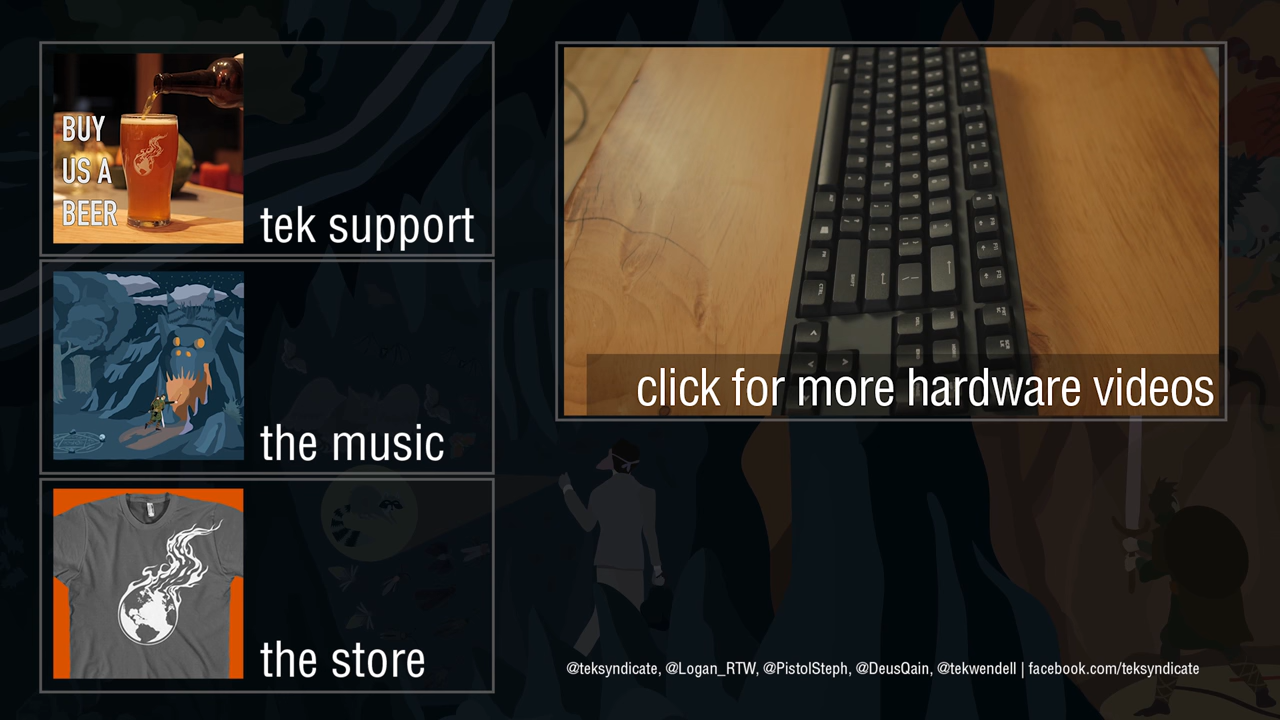 BUY
US A
BEER
tek support
the music
the store
click for more hardware videos
@teksyndicate, @Logan_RTW, @PistolSteph, @DeusQain, @tekwendell | facebook.com/teksyndicate